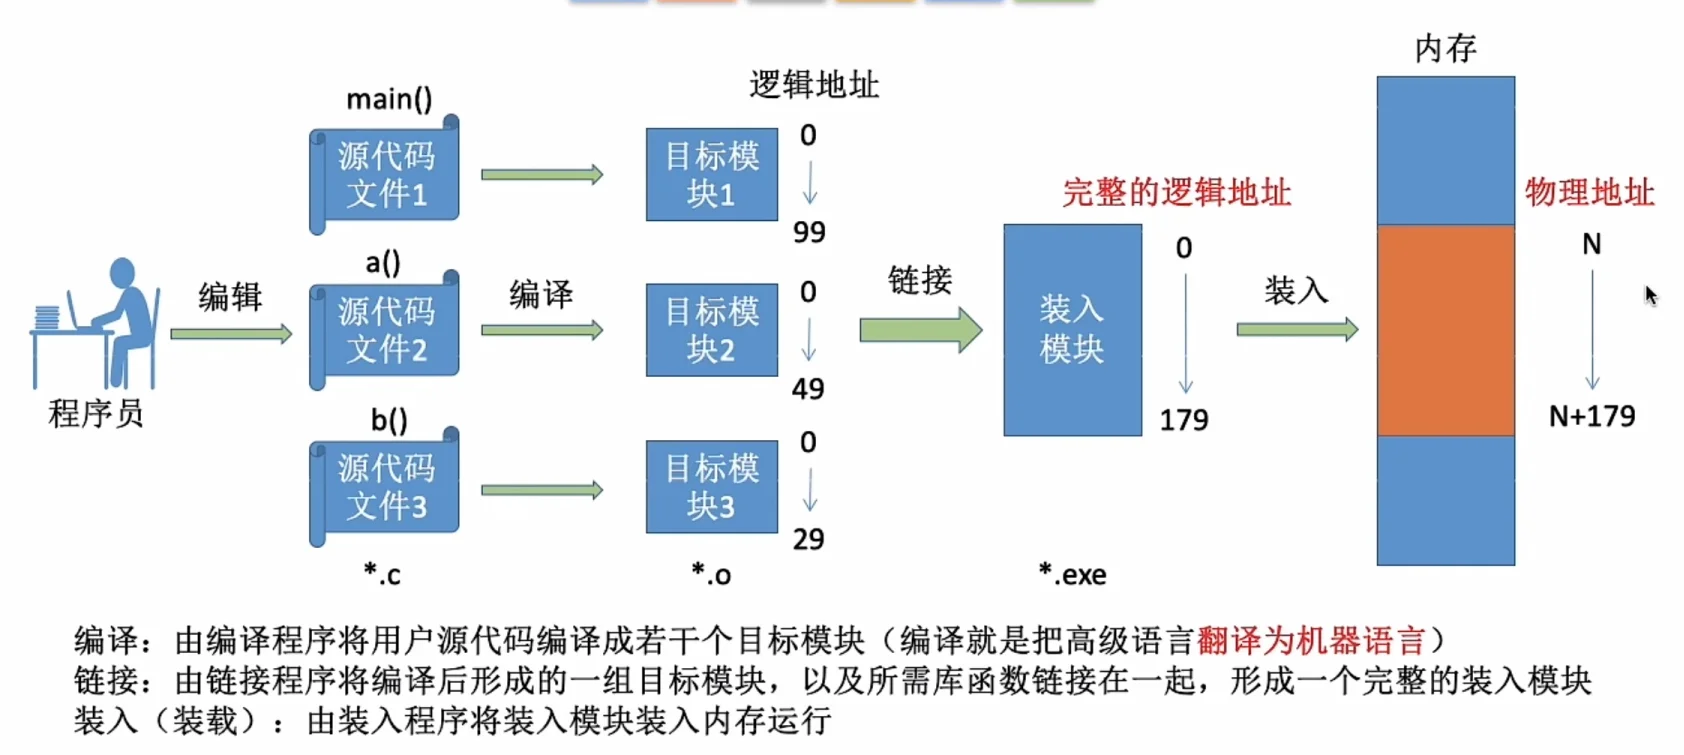 内存
逻辑地址
main()
源代码
文件1
目标模
块1
0
99
完整的逻辑地址
物理地址
a()
编辑
源代码
文件2
编译
目标模
块2
0
49
链接
装入
模块
0
179
装入
N
N+179
程序员
b()
源代码
文件3
目标模
块3
0
29
*.c
*.o
*.exe
编译：由编译程序将用户源代码编译成若干个目标模块（编译就是把高级语言翻译为机器语言）
链接：由链接程序将编译后形成的一组目标模块，以及所需库函数链接在一起，形成一个完整的装入模块
装入（装载）：由装入程序将装入模块装入内存运行